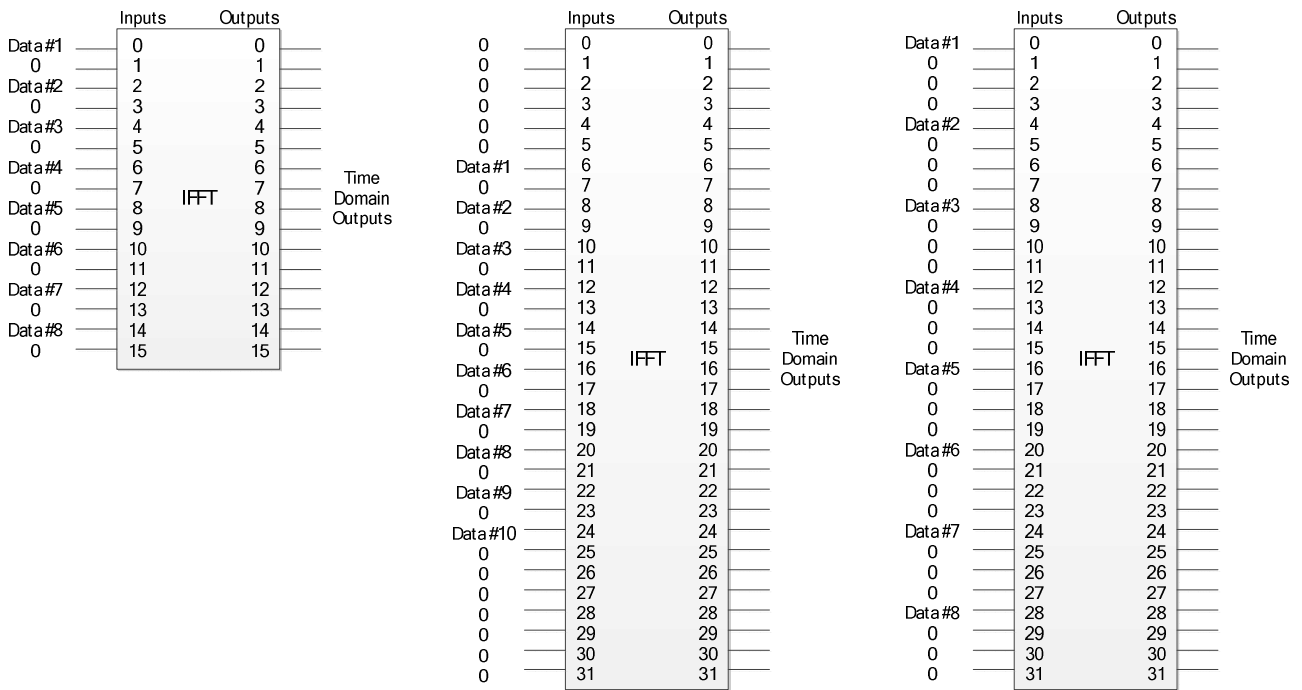 Inputs Outputs
Data#1 0 0
0 1 1
Data#2 2 2
0 3 3
Data#3 4 4
0 5 5
Data#4 6 6
0 7 7
Data#5 8 8
0 9 9
Data#6 10 10
0 11 11
Data#7 12 12
0 13 13
Data#8 14 14
0 15 15
IFFT
Time
Domain
Outputs
Inputs Outputs
0 0 0
0 1 1
0 2 2
0 3 3
0 4 4
0 5 5
Data#1 6 6
0 7 7
Data#2 8 8
0 9 9
Data#3 10 10
0 11 11
Data#4 12 12
0 13 13
Data#5 14 14
0 15 15
Data#6 16 16
0 17 17
Data#7 18 18
0 19 19
Data#8 20 20
0 21 21
Data#9 22 22
0 23 23
Data#10 24 24
0 25 25
0 26 26
0 27 27
0 28 28
0 29 29
0 30 30
0 31 31
IFFT
Time
Domain
Outputs
Inputs Outputs
Data#1 0 0
0 1 1
0 2 2
0 3 3
Data#2 4 4
0 5 5
0 6 6
0 7 7
Data#3 8 8
0 9 9
0 10 10
0 11 11
Data#4 12 12
0 13 13
0 14 14
0 15 15
Data#5 16 16
0 17 17
0 18 18
0 19 19
Data#6 20 20
0 21 21
0 22 22
0 23 23
Data#7 24 24
0 25 25
0 26 26
0 27 27
Data#8 28 28
0 29 29
0 30 30
0 31 31
IFFT
Time
Domain
Outputs